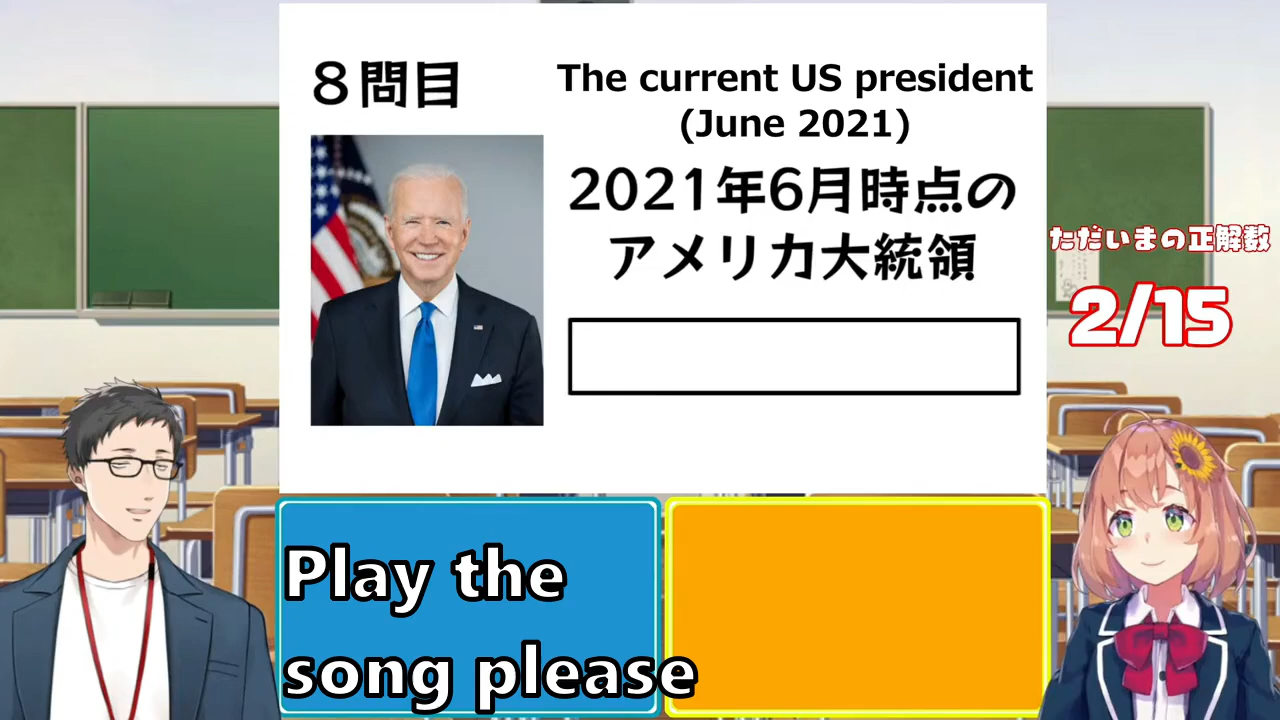 8問目
The current US president
(June 2021)
2021年6月時点の
アメリカ大統領
ただいまの正解数
2/15
Play the
song please